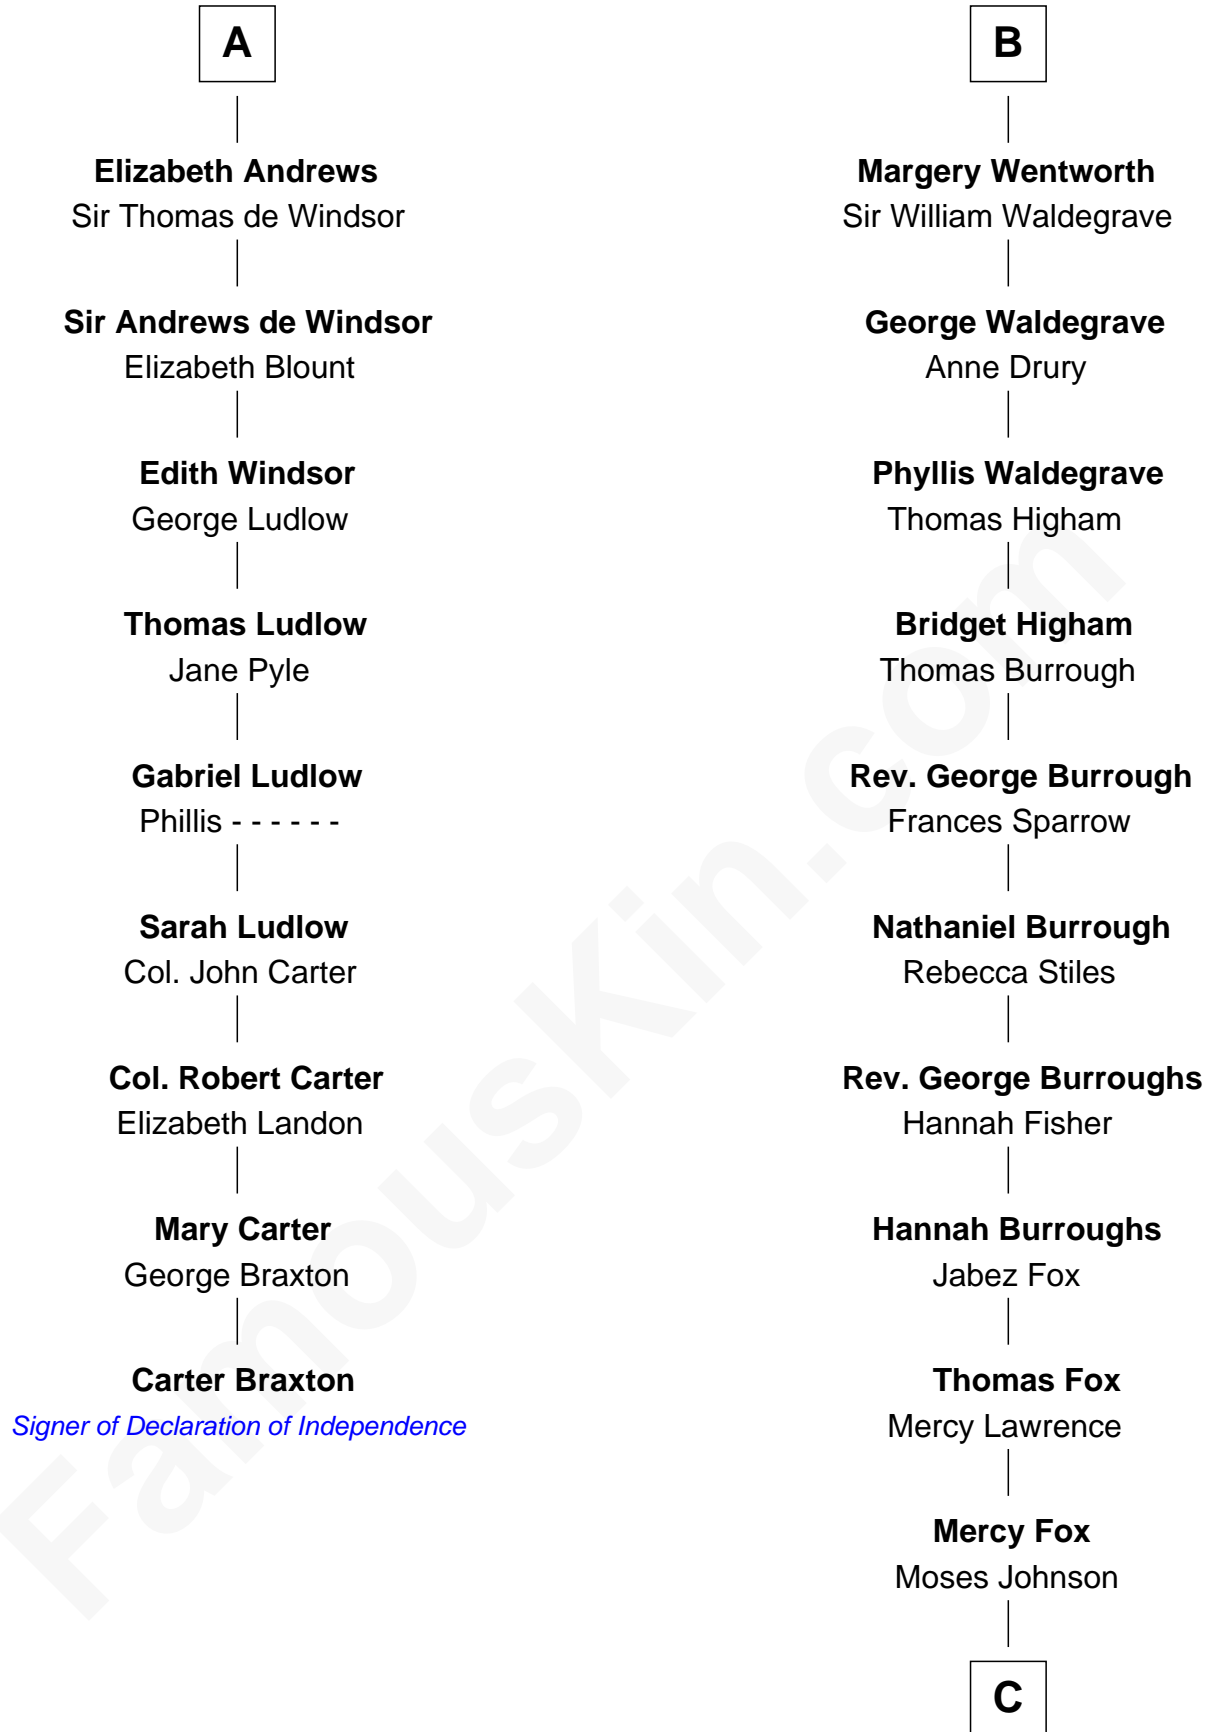 A
Elizabeth Andrews
Sir Thomas de Windsor
Sir Andrews de Windsor
Elizabeth Blount
Edith Windsor
George Ludlow
Thomas Ludlow
Jane Pyle
Gabriel Ludlow
Phillis - - - - - -
Sarah Ludlow
Col. John Carter
Col. Robert Carter
Elizabeth Landon
Mary Carter
George Braxton
Carter Braxton
Signer of Declaration of Independence
B
Margery Wentworth
Sir William Waldegrave
George Waldegrave
Anne Drury
Phyllis Waldegrave
Thomas Higham
Bridget Higham
Thomas Burrough
Rev. George Burrough
Frances Sparrow
Nathaniel Burrough
Rebecca Stiles
Rev. George Burroughs
Hannah Fisher
Hannah Burroughs
Jabez Fox
Thomas Fox
Mercy Lawrence
Mercy Fox
Moses Johnson
C
FamousKin.com